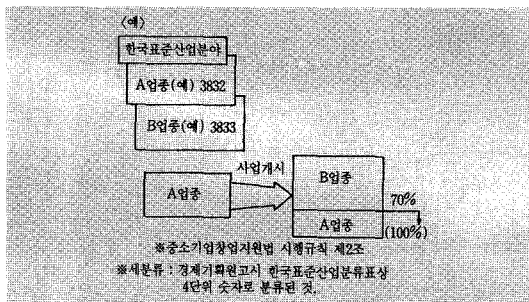 〈예〉
한국표준산업분야
A업종(예) 3832
B업종(예) 3833
사업개시
A업종
B업종
70%
A업종
(100%)
※중소기업창업지원법 시행규칙 제2조
※세분류 : 경제기획원고시 한국표준산업분류표상
4단위 숫자로 분류된 것.